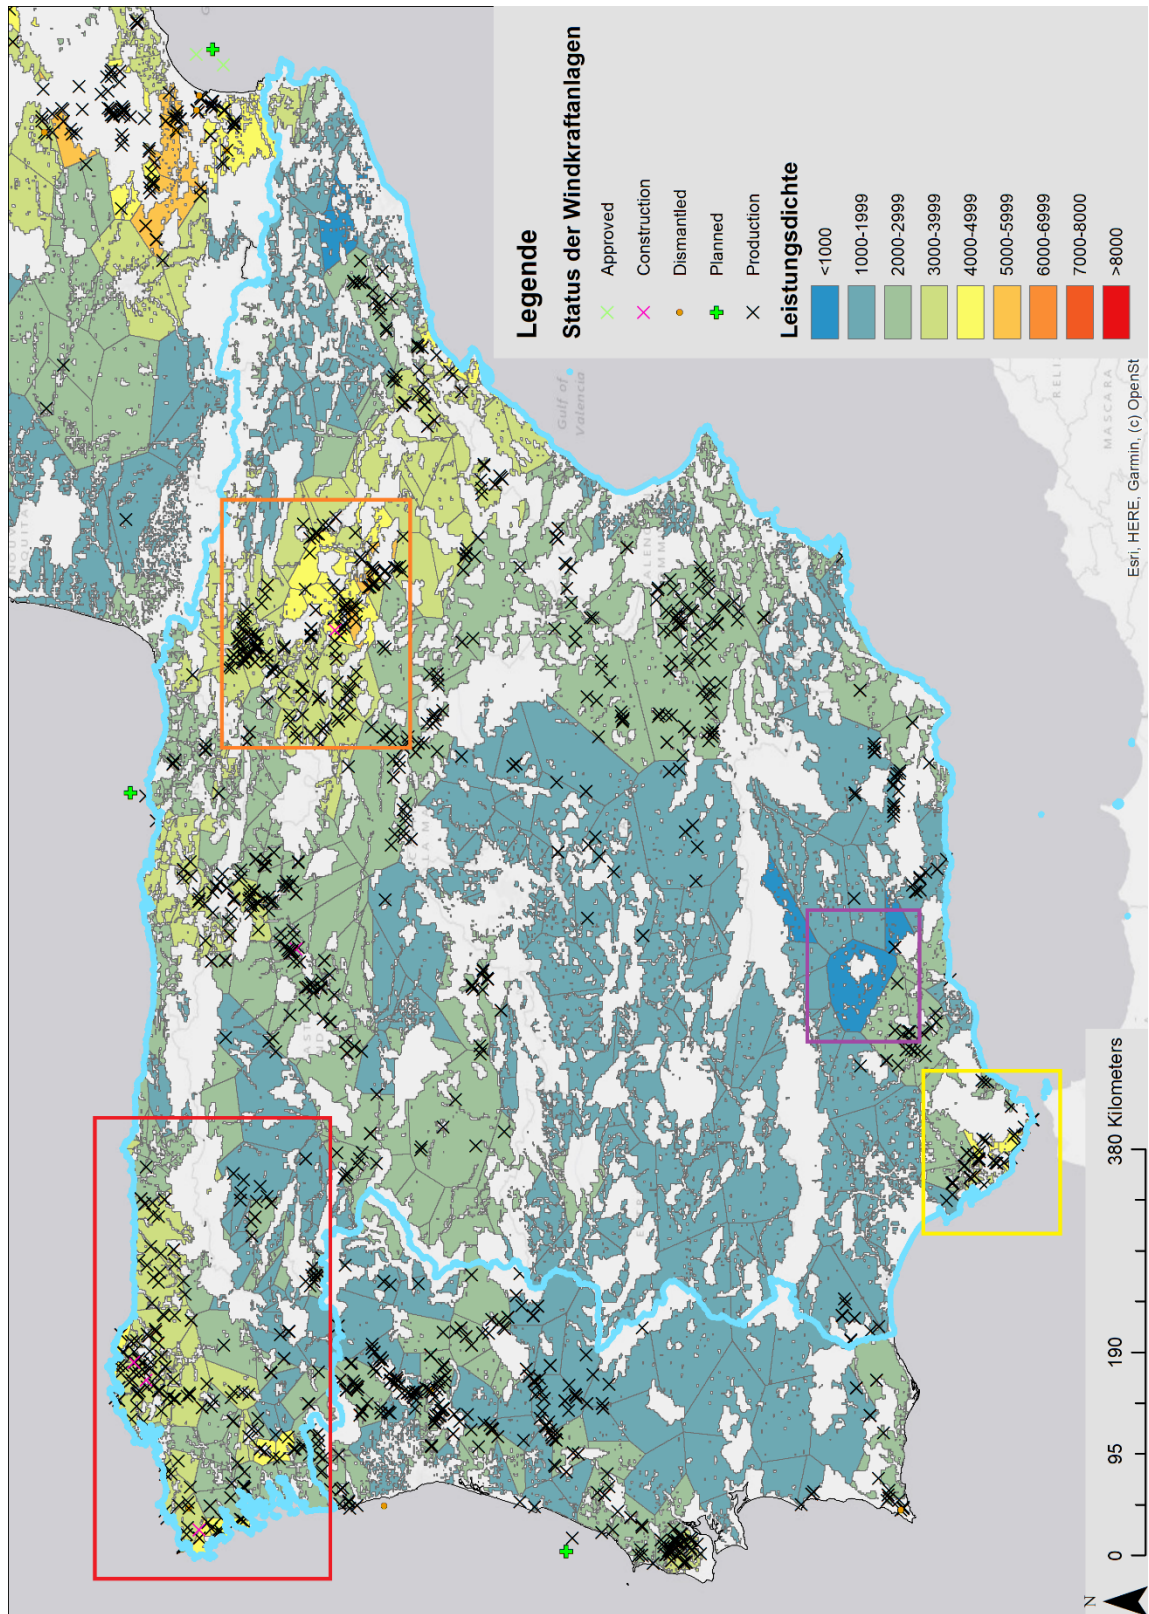 Legende
Status der Windkraftanlagen
Approved
Construction
Dismantled
Planned
Production
Leistungsdichte
<1000
1000-1999
2000-2999
3000-3999
4000-4999
5000-5999
6000-6999
7000-8000
>8000
Gulf of
Valencia
MASCARA
RELI
Esri, HERE, Garmin, (c) OpenSt
N
0 95 190 380 Kilometers